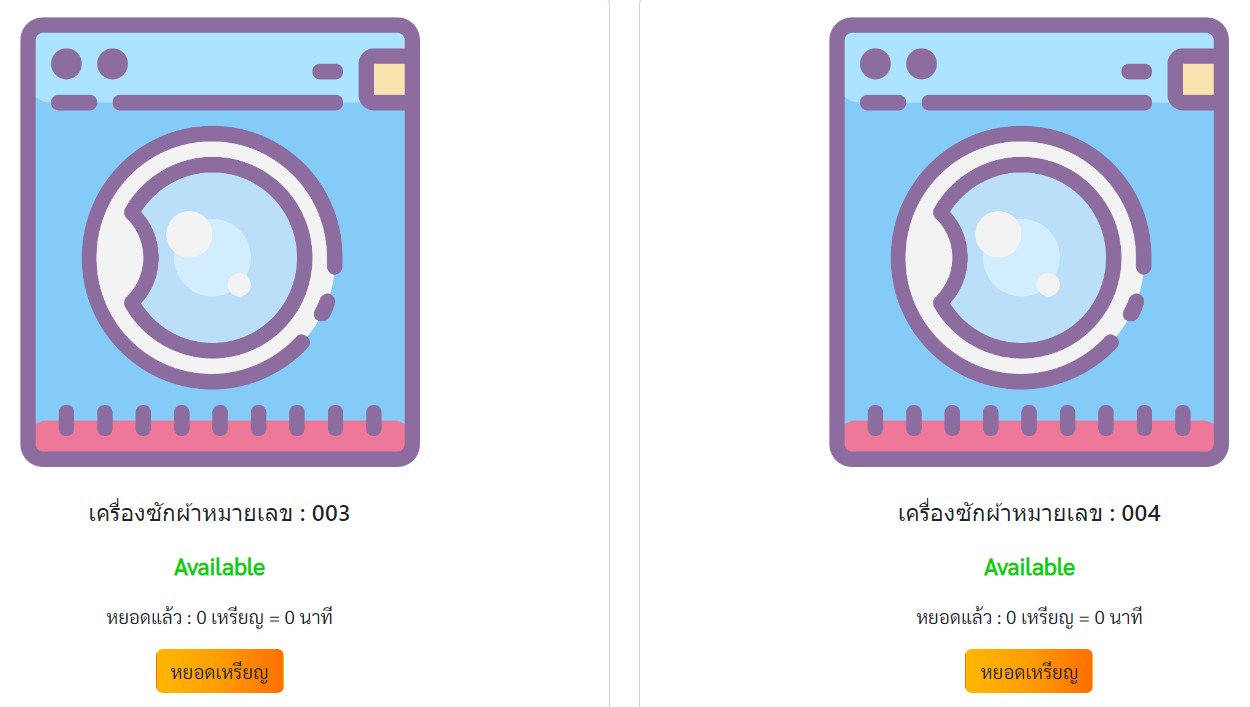 เครื่องซักผ้าหมายเลข : 003
Available
หยอดแล้ว : 0 เหรียญ = 0 นาที
หยอดเหรียญ
เครื่องซักผ้าหมายเลข : 004
Available
หยอดแล้ว : 0 เหรียญ = 0 นาที
หยอดเหรียญ